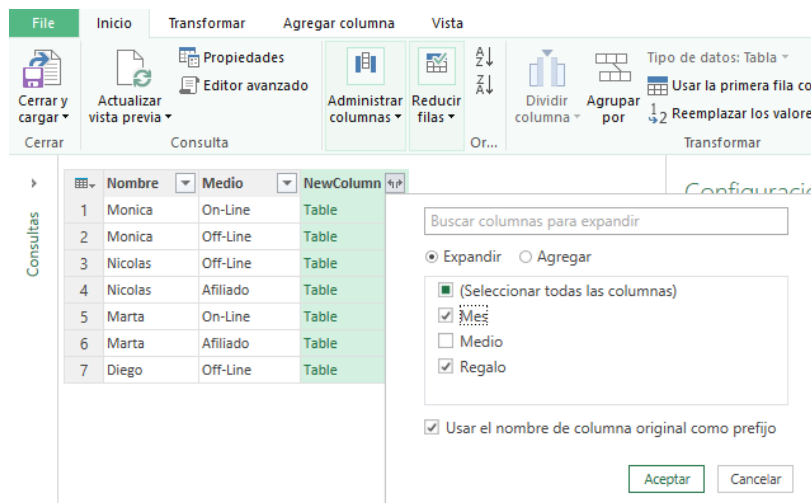 File Inicio Transformar Agregar columna Vista
Cerrar y cargar
Actualizar vista previa
Propiedades
Editor avanzado
Administrar columnas
Reducir filas
Dividir columna
Agrupar por
Tipo de datos: Tabla
Usar la primera fila co
1 2 Reemplazar los valore
Cerrar Consulta Or... Transformar
Consultas
Nombre Medio NewColumn
1 Monica On-Line Table
2 Monica Off-Line Table
3 Nicolas Off-Line Table
4 Nicolas Afiliado Table
5 Marta On-Line Table
6 Marta Afiliado Table
7 Diego Off-Line Table
Buscar columnas para expandir
Expandir Agregar
(Seleccionar todas las columnas)
Mes
Medio
Regalo
Usar el nombre de columna original como prefijo
Aceptar Cancelar